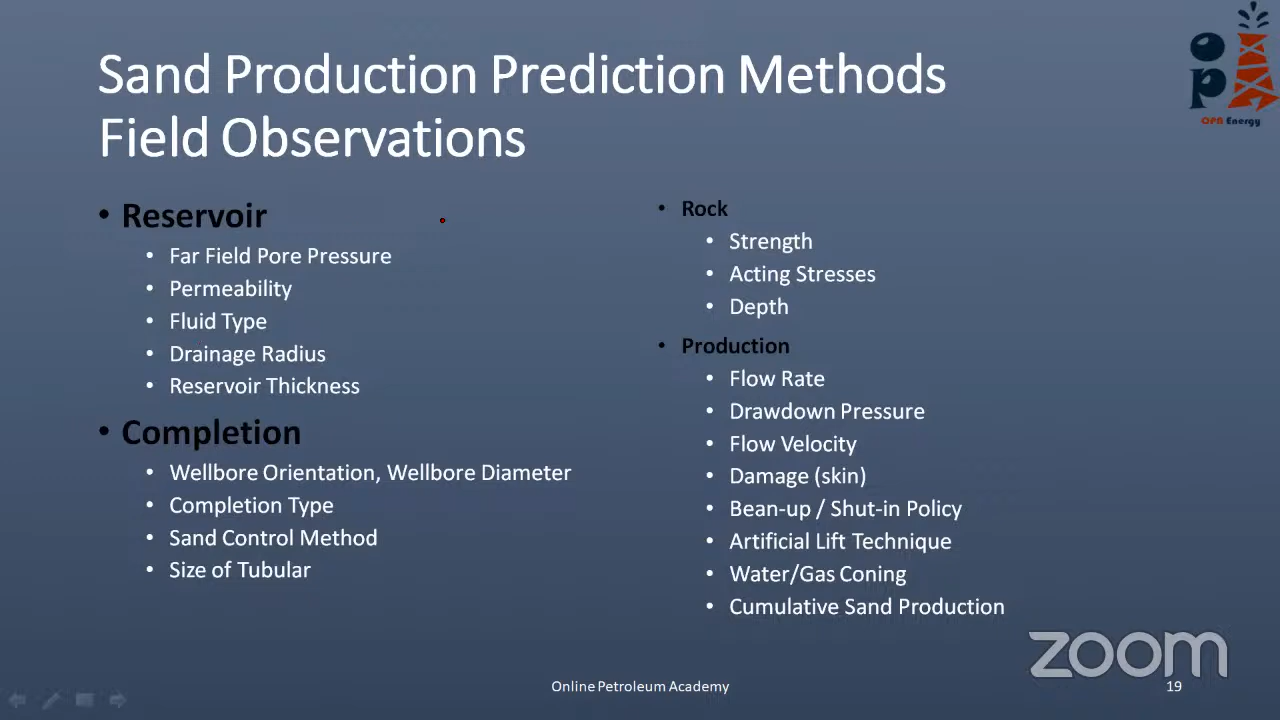 Sand Production Prediction Methods
Field Observations
• Reservoir
• Far Field Pore Pressure
• Permeability
• Fluid Type
• Drainage Radius
• Reservoir Thickness
• Completion
• Wellbore Orientation, Wellbore Diameter
• Completion Type
• Sand Control Method
• Size of Tubular
• Rock
• Strength
• Acting Stresses
• Depth
• Production
• Flow Rate
• Drawdown Pressure
• Flow Velocity
• Damage (skin)
• Bean-up / Shut-in Policy
• Artificial Lift Technique
• Water/Gas Coning
• Cumulative Sand Production
Online Petroleum Academy
19
zoom
OPA
OPA Energy